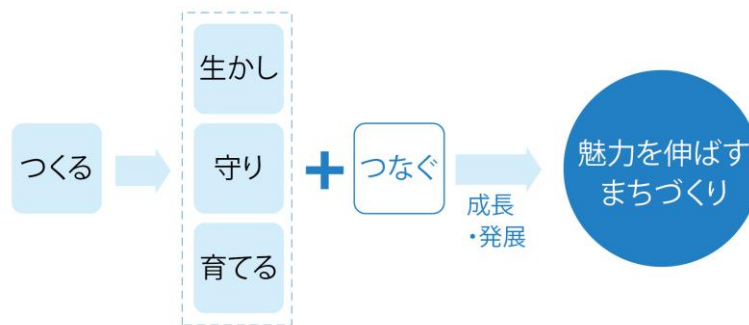 つくる
生かし
守り
育てる
+
つなぐ
成長
・発展
魅力を伸ばす
まちづくり